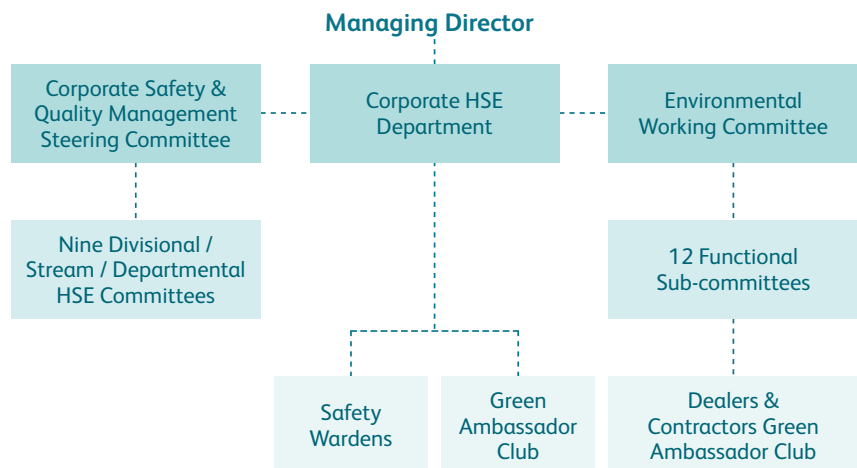 Managing Director
Corporate Safety &
Quality Management
Steering Committee
Corporate HSE
Department
Environmental
Working Committee
Nine Divisional /
Stream / Departmental
HSE Committees
12 Functional
Sub-committees
Safety
Wardens
Green
Ambassador
Club
Dealers &
Contractors Green
Ambassador Club